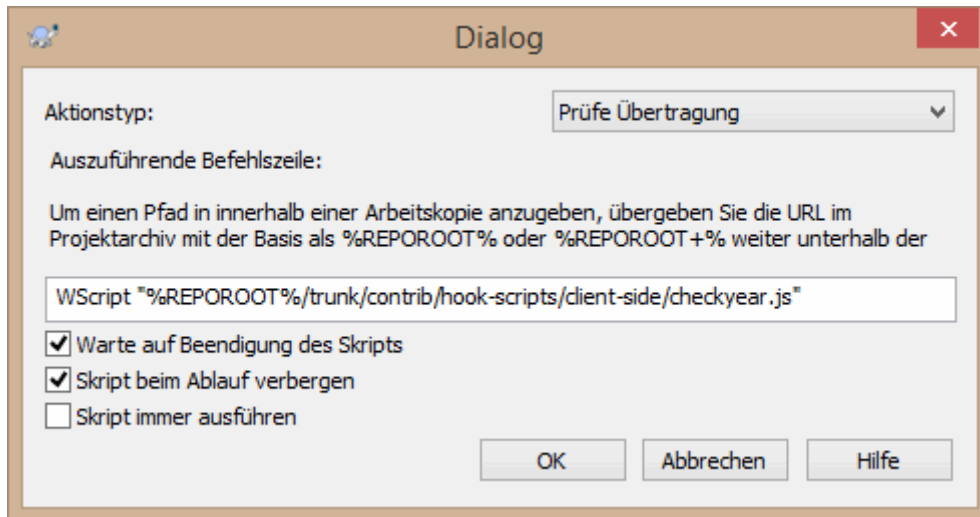 Dialog
Aktionstyp:
Prüfe Übertragung
Auszuführende Befehlszeile:
Um einen Pfad in innerhalb einer Arbeitskopie anzugeben, übergeben Sie die URL im
Projektarchiv mit der Basis als %REPOROOT% oder %REPOROOT+% weiter unterhalb der
WScript "%REPOROOT%/trunk/contrib/hook-scripts/client-side/checkyear.js"
Warte auf Beendigung des Skripts
Skript beim Ablauf verbergen
Skript immer ausführen
OK
Abbrechen
Hilfe